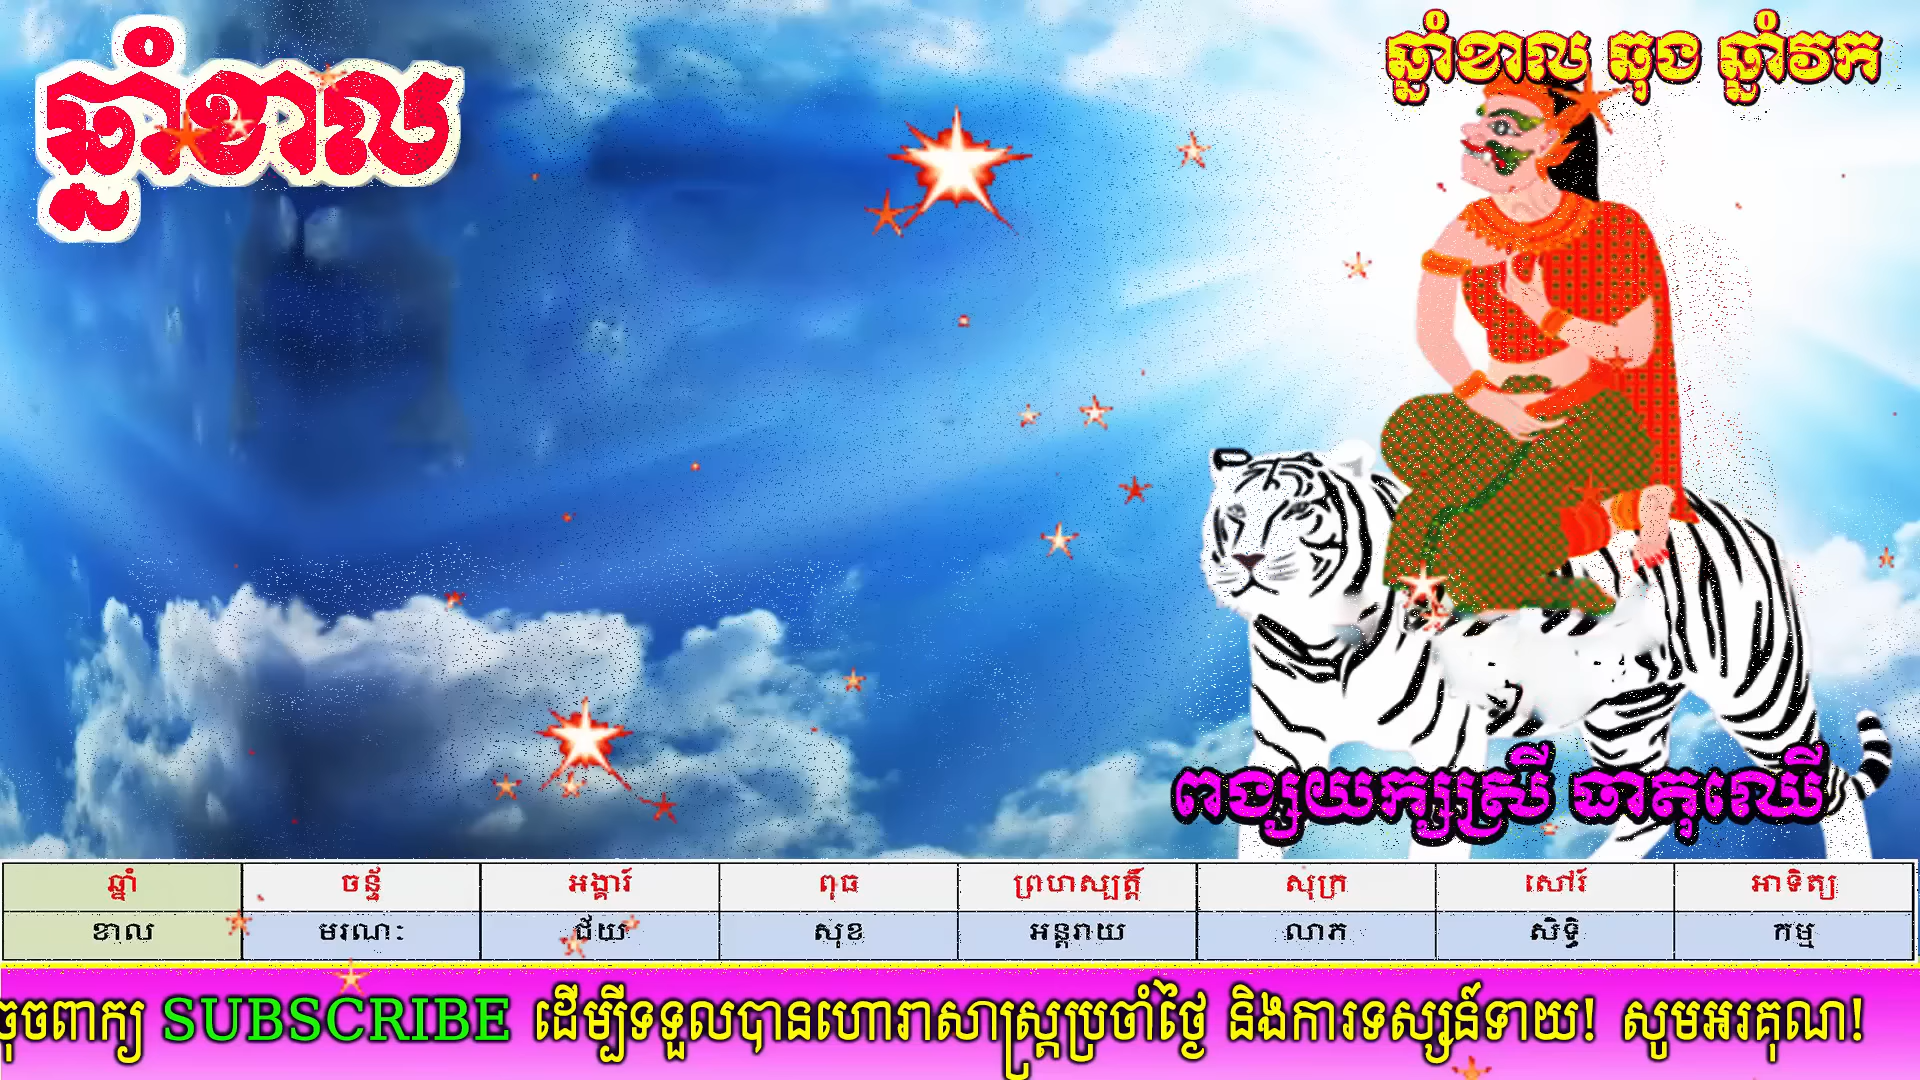 ឆ្នាំខាល
ឆ្នាំខាល ឆុង ឆ្នាំវក
ពង្សយក្សស្រី ធាតុឈើ
ឆ្នាំ ចន្ទ័ អង្គារ៍ ពុធ ព្រហស្បត្តិ៍ សុក្រ សៅរ៍ អាទិត្យ
ខាល មរណៈ ជ័យ សុខ អន្តរាយ លាភ សិទ្ធិ កម្ម
ចុចពាក្យ SUBSCRIBE ដើម្បីទទួលបានហោរាសាស្ត្រប្រចាំថ្ងៃ និងការទស្សន៍ទាយ! សូមអរគុណ!